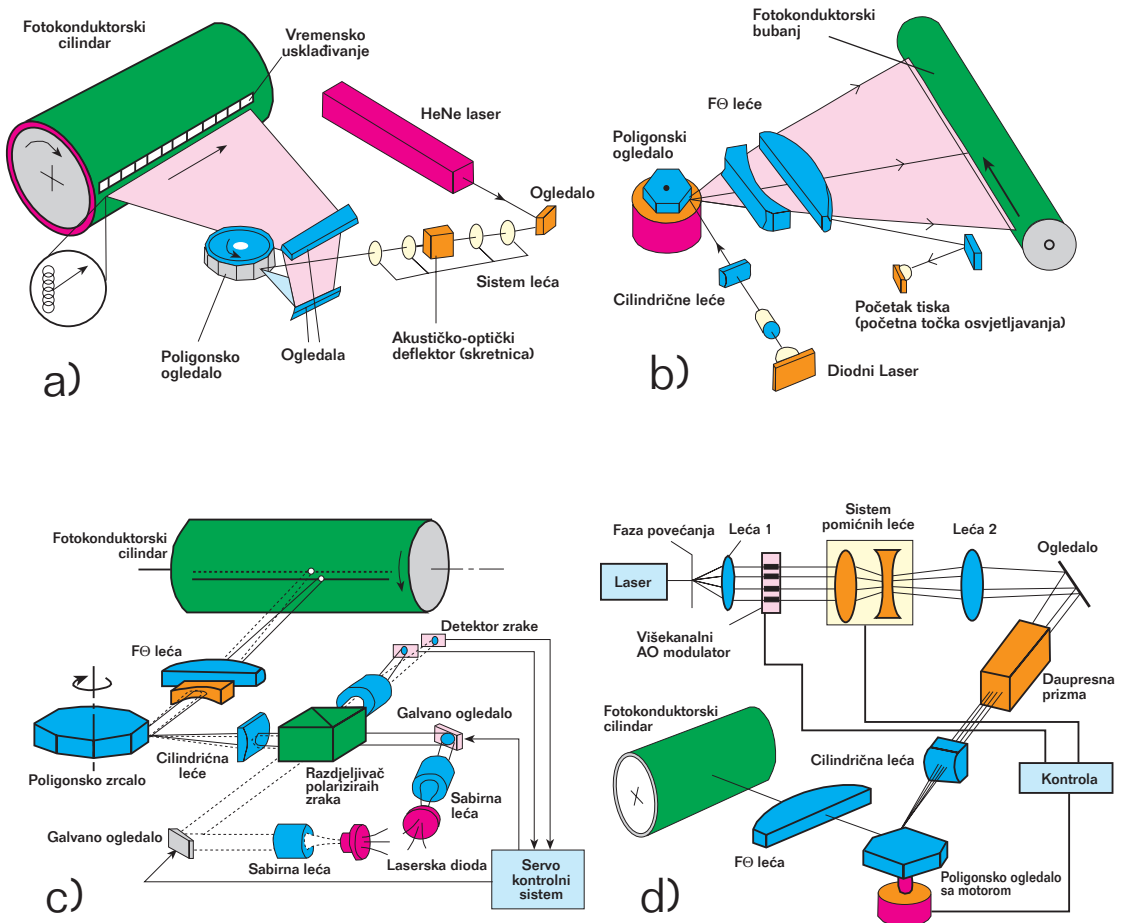 Fotokonduktorski
cilindar
Vremensko
usklađivanje
HeNe laser
Ogledalo
Sistem leća
Akustičko-optički
deflektor (skretnica)
Ogledala
Poligonsko
ogledalo
a)
Fotokonduktorski
bubanj
FΘ leće
Poligonski
ogledalo
Cilindrične leće
Početak tiska
(početna točka osvjetljavanja)
Diodni Laser
b)
Fotokonduktorski
cilindar
Detektor zrake
FΘ leća
Galvano ogledalo
Cilindrićna
leće
Poligonsko zrcalo
Razdjeljivač
polariziraih
zraka
Sabirna
leća
Galvano ogledalo
Sabirna leća
Laserska dioda
Servo
kontrolni
sistem
c)
Sistem
pomićnih leće
Faza povećanja
Leća 1
Leća 2
Ogledalo
Laser
Višekanalni
AO modulator
Daupresna
prizma
Fotokonduktorski
cilindar
Cilindrična leća
Kontrola
FΘ leća
Poligonsko ogledalo
sa motorom
d)